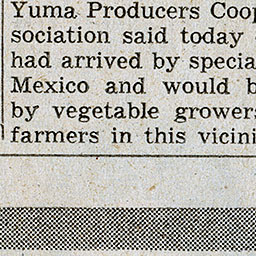 Yuma Producers Coop
sociation said today
had arrived by specia
Mexico and would b
by vegetable growers
farmers in this vicini